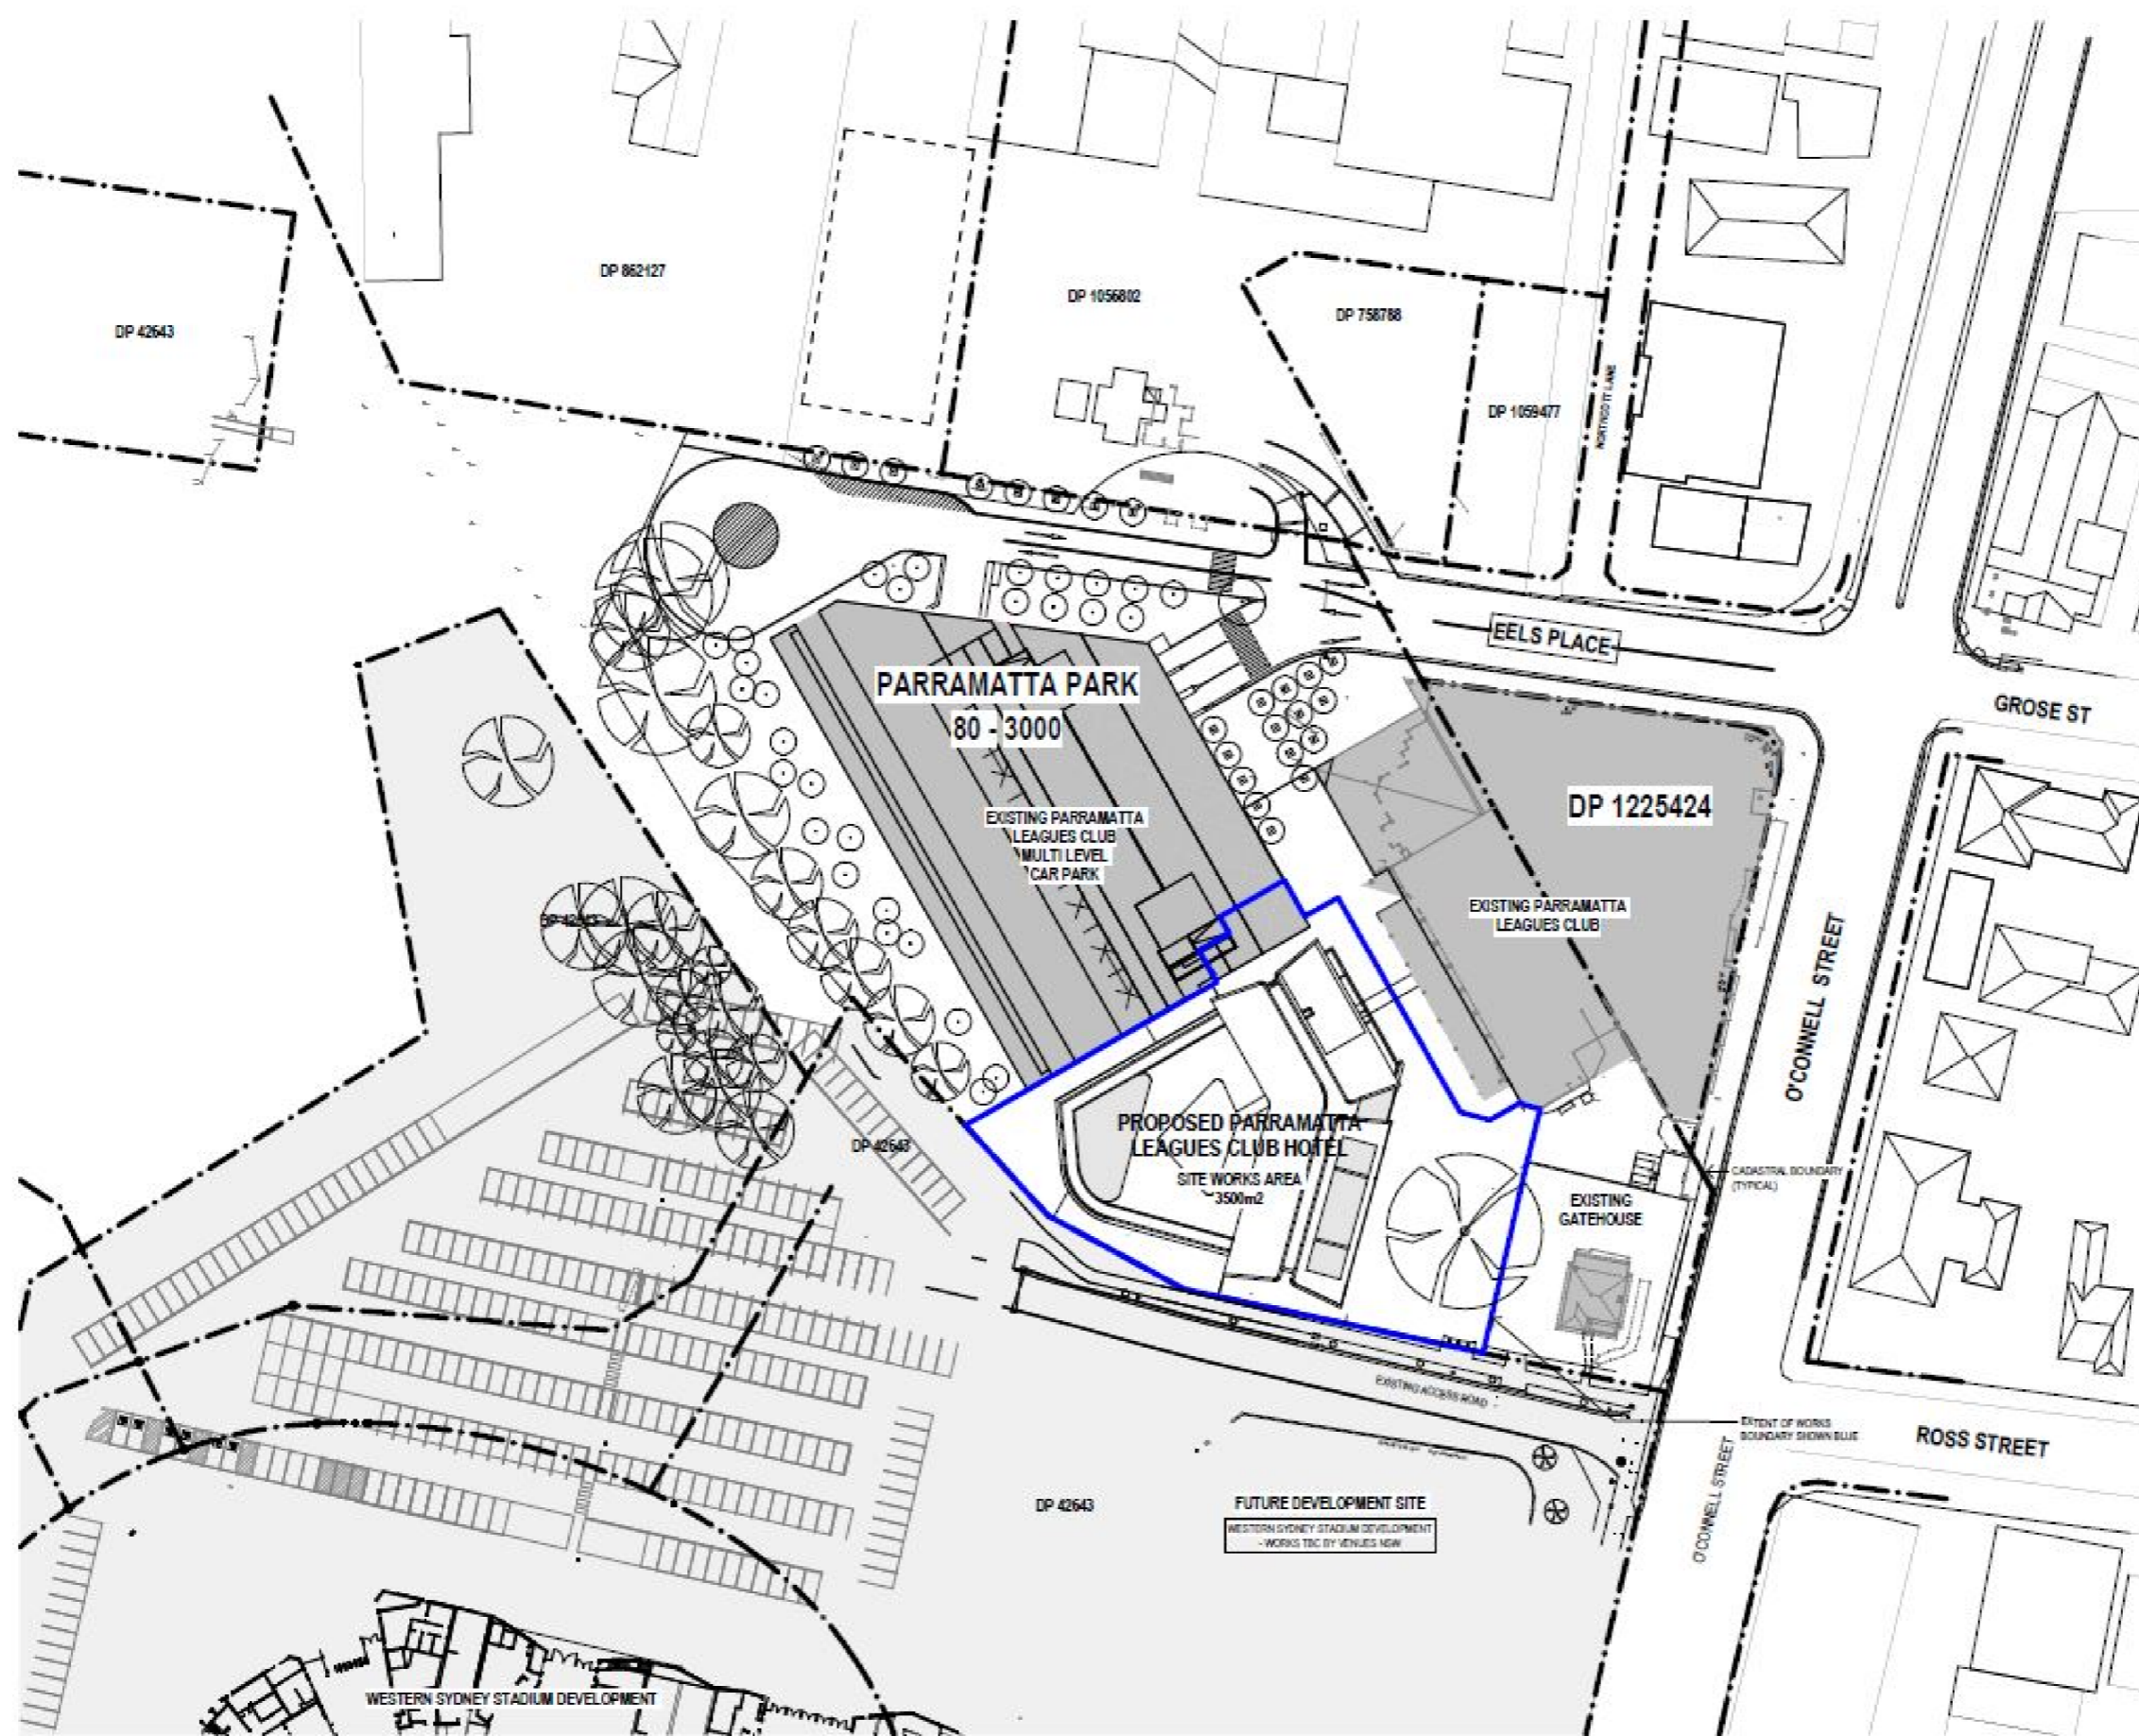 DP 862127
DP 1056802
DP 758788
DP 42643
DP 1059477
NORTHCOTT LANE
EELS PLACE
PARRAMATTA PARK
80 - 3000
GROSE ST
DP 1225424
EXISTING PARRAMATTA
LEAGUES CLUB
MULTI LEVEL
CAR PARK
EXISTING PARRAMATTA
LEAGUES CLUB
DP 42643
O'CONNELL STREET
PROPOSED PARRAMATTA
LEAGUES CLUB HOTEL
SITE WORKS AREA
~3500m2
DP 42643
CADASTRAL BOUNDARY
(TYPICAL)
EXISTING
GATEHOUSE
EXISTING ACCESS ROAD
EXTENT OF WORKS
BOUNDARY SHOWN BLUE
ROSS STREET
O'CONNELL STREET
DP 42643
FUTURE DEVELOPMENT SITE
WESTERN SYDNEY STADIUM DEVELOPMENT
- WORKS TBC BY VENUES NSW
WESTERN SYDNEY STADIUM DEVELOPMENT